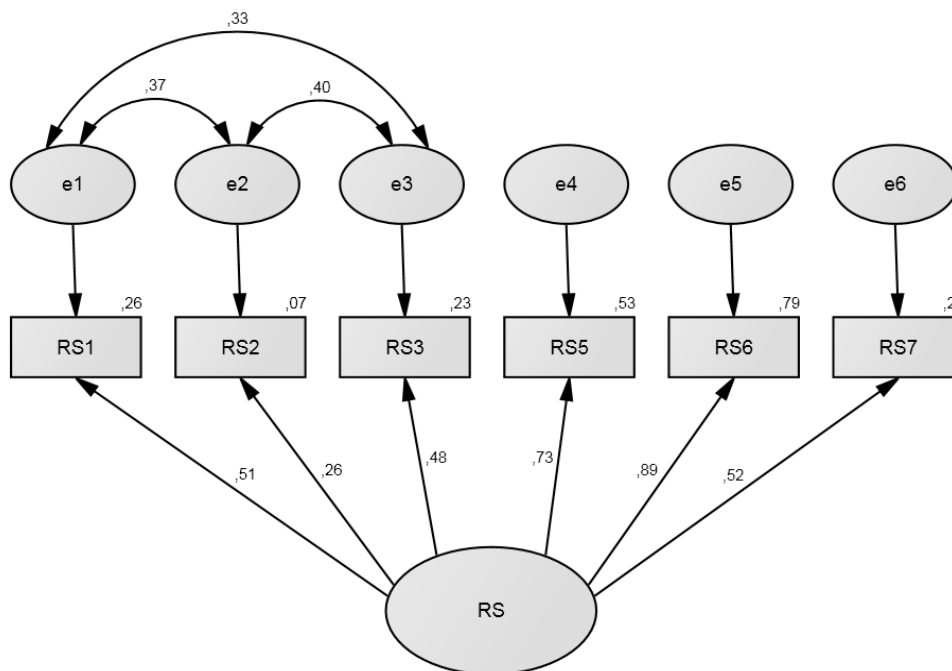 ,33
,37
,40
e1
e2
e3
e4
e5
e6
,26
,07
,23
,53
,79
RS1
RS2
RS3
RS5
RS6
RS7
,51
,26
,48
,73
,89
,52
RS